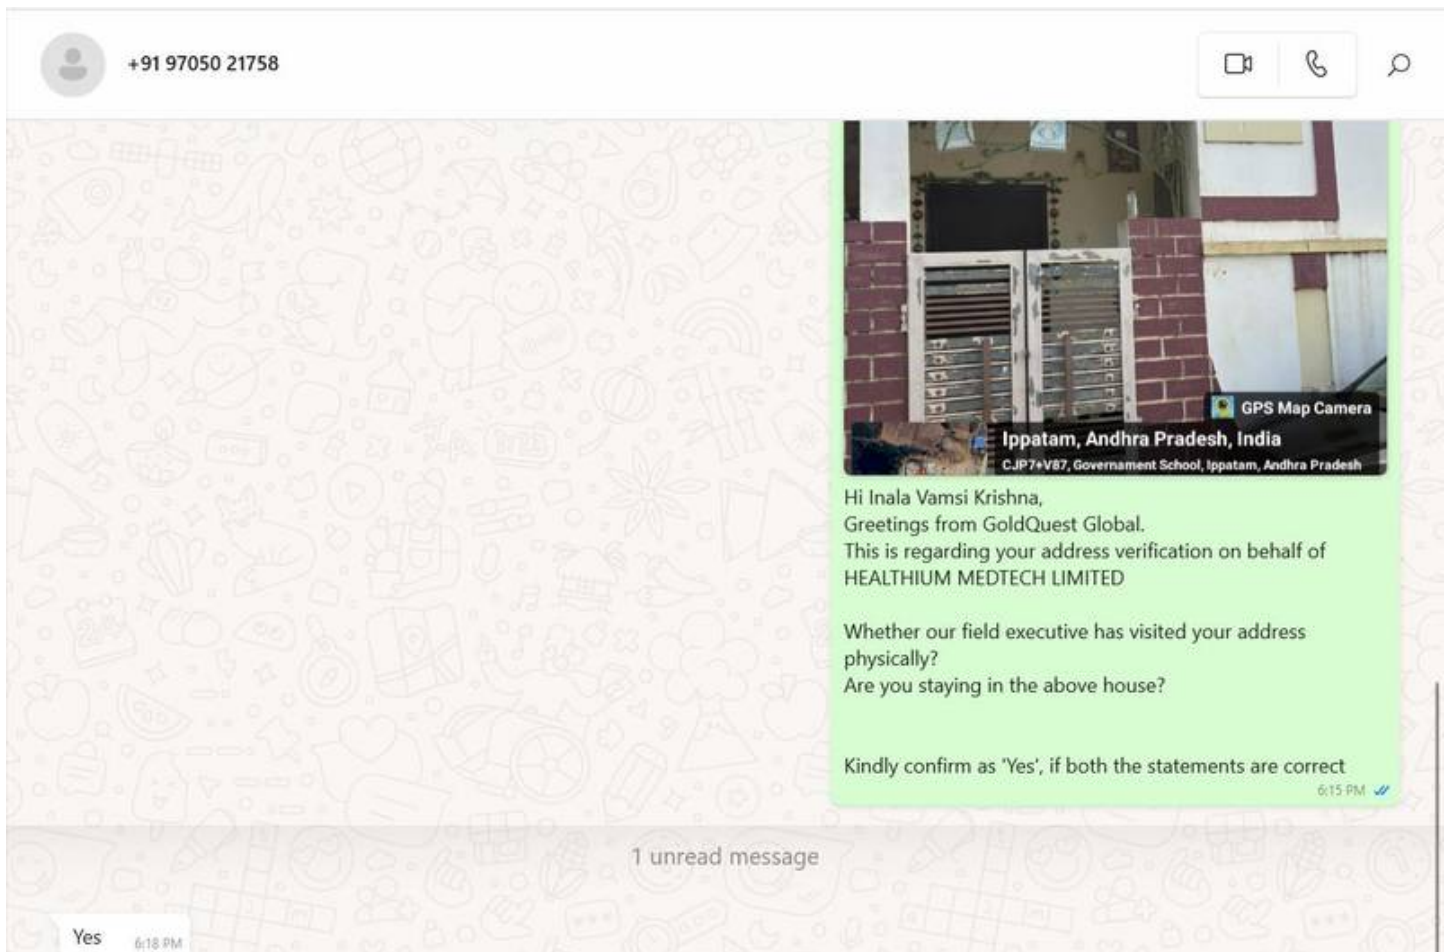 +91 97050 21758
GPS Map Camera
Ippatam, Andhra Pradesh, India
CJP7+V87, Governament School, Ippatam, Andhra Pradesh
Hi Inala Vamsi Krishna,
Greetings from GoldQuest Global.
This is regarding your address verification on behalf of
HEALTHIUM MEDTECH LIMITED
Whether our field executive has visited your address
physically?
Are you staying in the above house?
Kindly confirm as 'Yes', if both the statements are correct
6:15 PM
1 unread message
Yes 6:18 PM